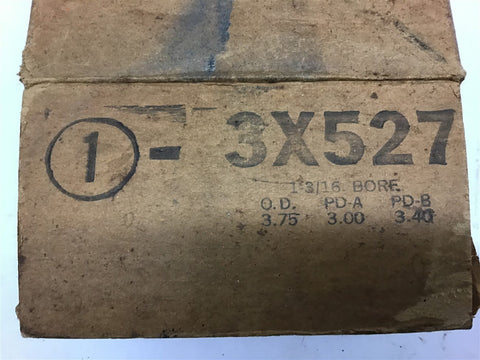 1 - 3X527
1 3/16 BORE
O.D. PD-A PD-B
3.75 3.00 3.40